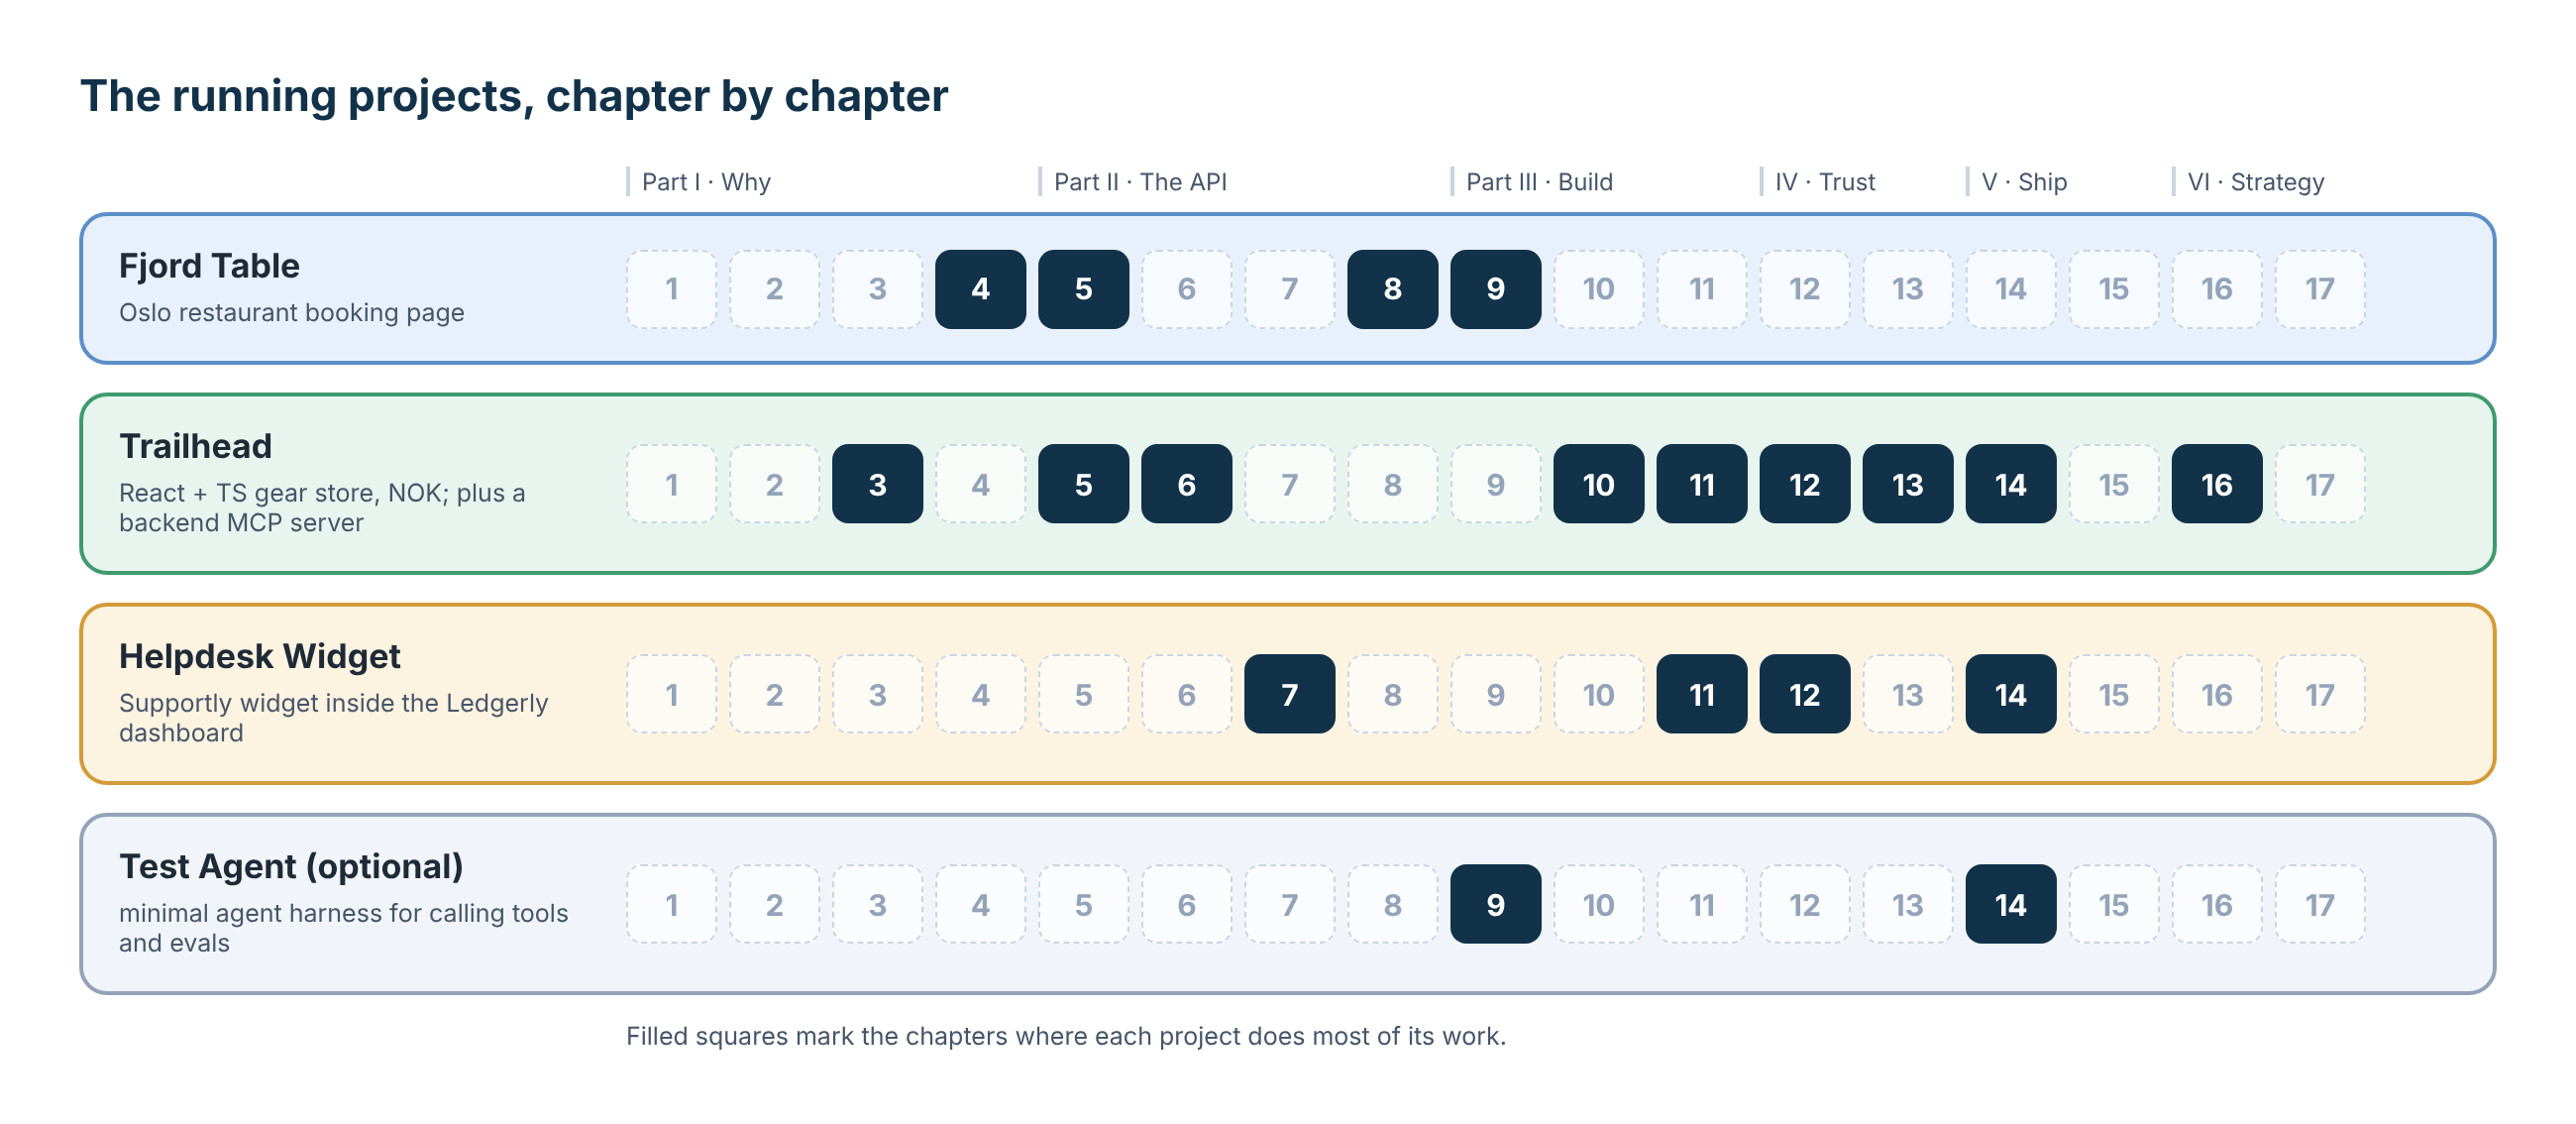 The running projects, chapter by chapter
Part I · Why Part II · The API Part III · Build IV · Trust V · Ship VI · Strategy
Fjord Table
Oslo restaurant booking page
1 2 3 4 5 6 7 8 9 10 11 12 13 14 15 16 17
Trailhead
React + TS gear store, NOK; plus a
backend MCP server
1 2 3 4 5 6 7 8 9 10 11 12 13 14 15 16 17
Helpdesk Widget
Supportly widget inside the Ledgerly
dashboard
1 2 3 4 5 6 7 8 9 10 11 12 13 14 15 16 17
Test Agent (optional)
minimal agent harness for calling tools
and evals
1 2 3 4 5 6 7 8 9 10 11 12 13 14 15 16 17
Filled squares mark the chapters where each project does most of its work.